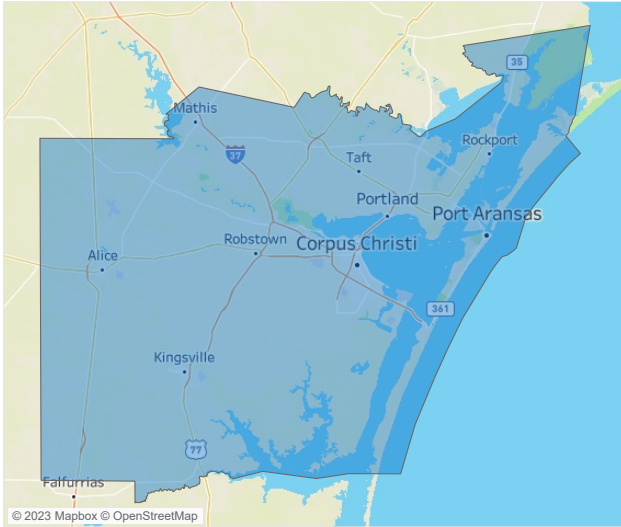 35
Mathis
Rockport
37
Taft
Portland
Port Aransas
Robstown
Corpus Christi
Alice
361
Kingsville
77
Falfurrias
© 2023 Mapbox © OpenStreetMap